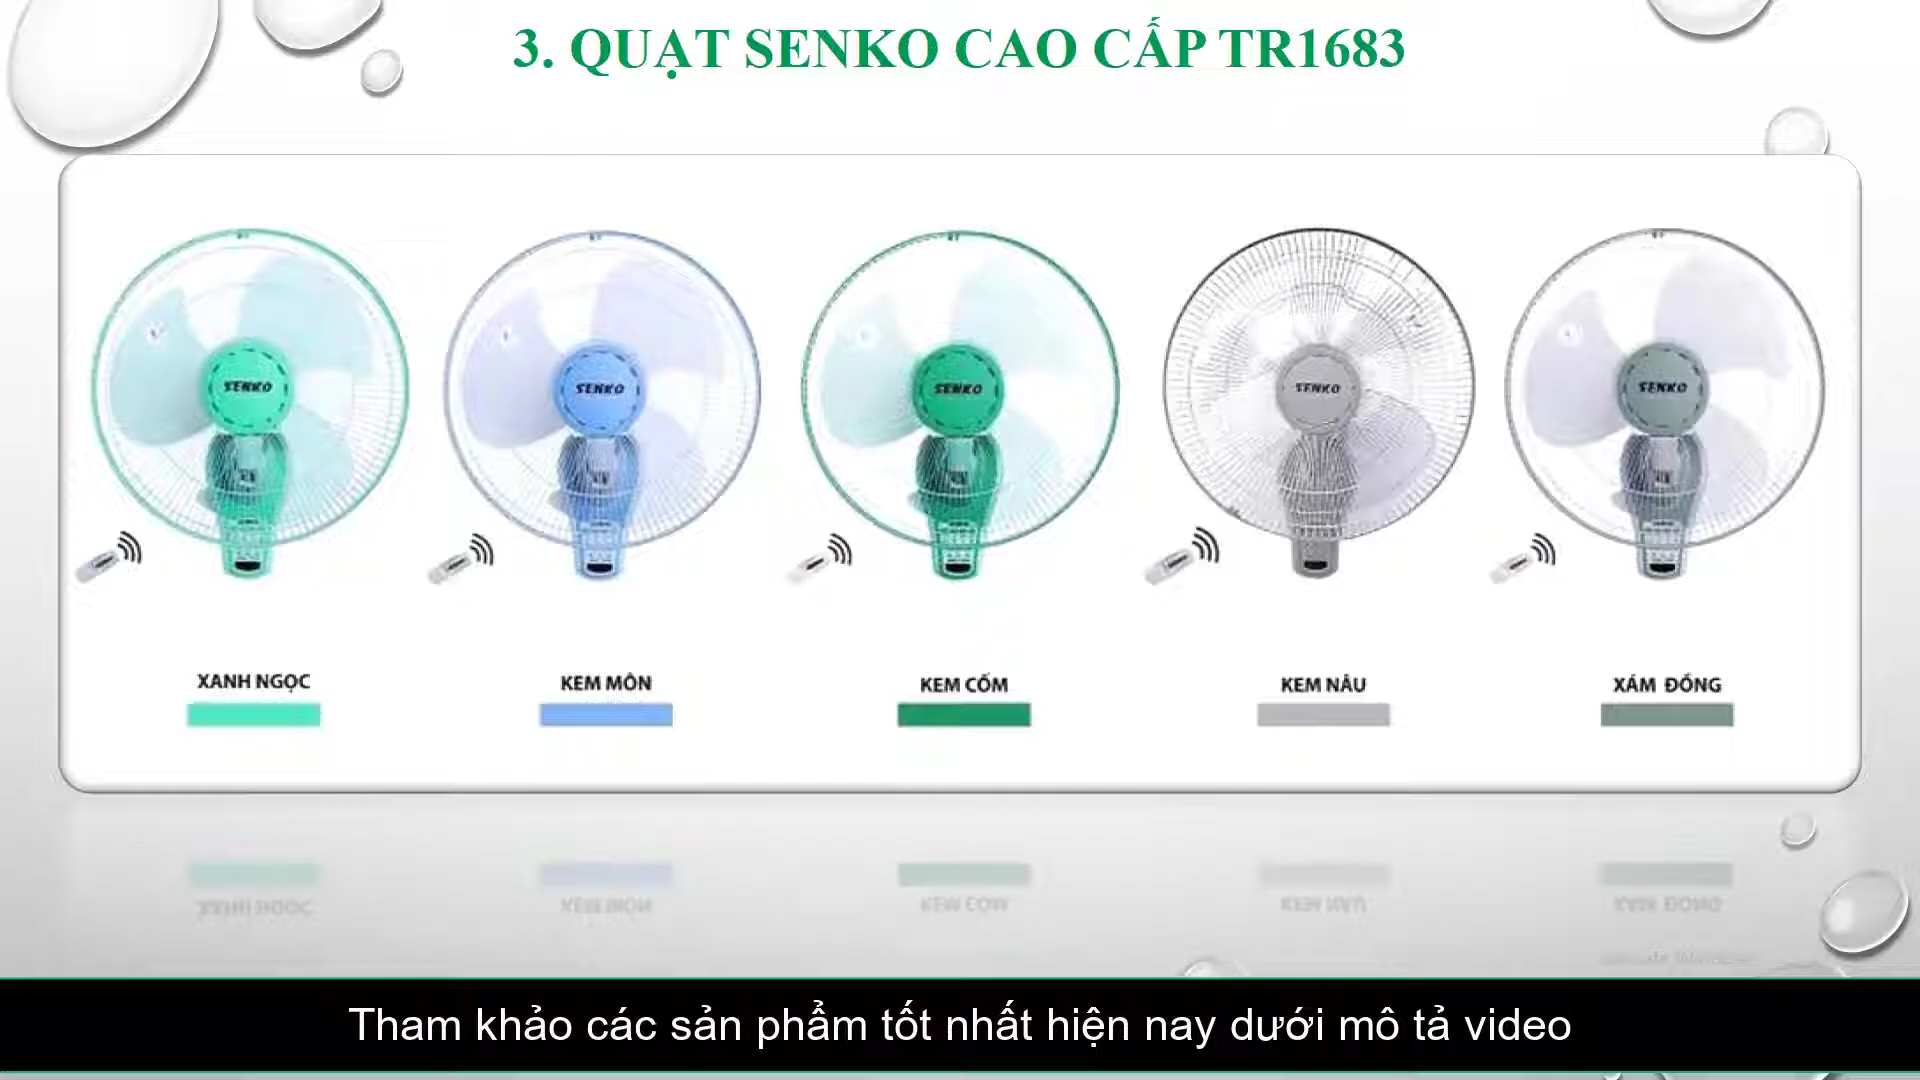 3. QUẠT SENKO CAO CẤP TR1683
SENKO
SENKO
SENKO
SENKO
SENKO
XANH NGỌC
KEM MÔN
KEM CỐM
KEM NÂU
XÁM ĐỒNG
Tham khảo các sản phẩm tốt nhất hiện nay dưới mô tả video